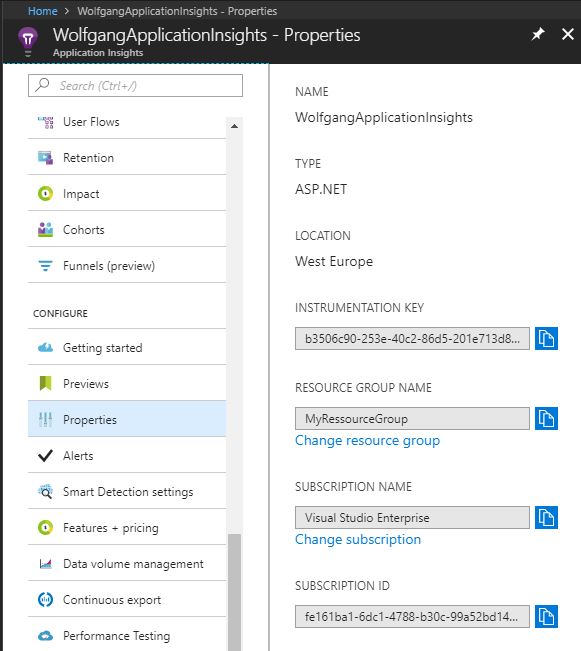 Home > WolfgangApplicationInsights - Properties
WolfgangApplicationInsights - Properties
Application Insights
Search (Ctrl+/)
User Flows
Retention
Impact
Cohorts
Funnels (preview)
CONFIGURE
Getting started
Previews
Properties
Alerts
Smart Detection settings
Features + pricing
Data volume management
Continuous export
Performance Testing
NAME
WolfgangApplicationInsights
TYPE
ASP.NET
LOCATION
West Europe
INSTRUMENTATION KEY
b3506c90-253e-40c2-86d5-201e713d8...
RESOURCE GROUP NAME
MyRessourceGroup
Change resource group
SUBSCRIPTION NAME
Visual Studio Enterprise
Change subscription
SUBSCRIPTION ID
fe161ba1-6dc1-4788-b30c-99a52bd14...